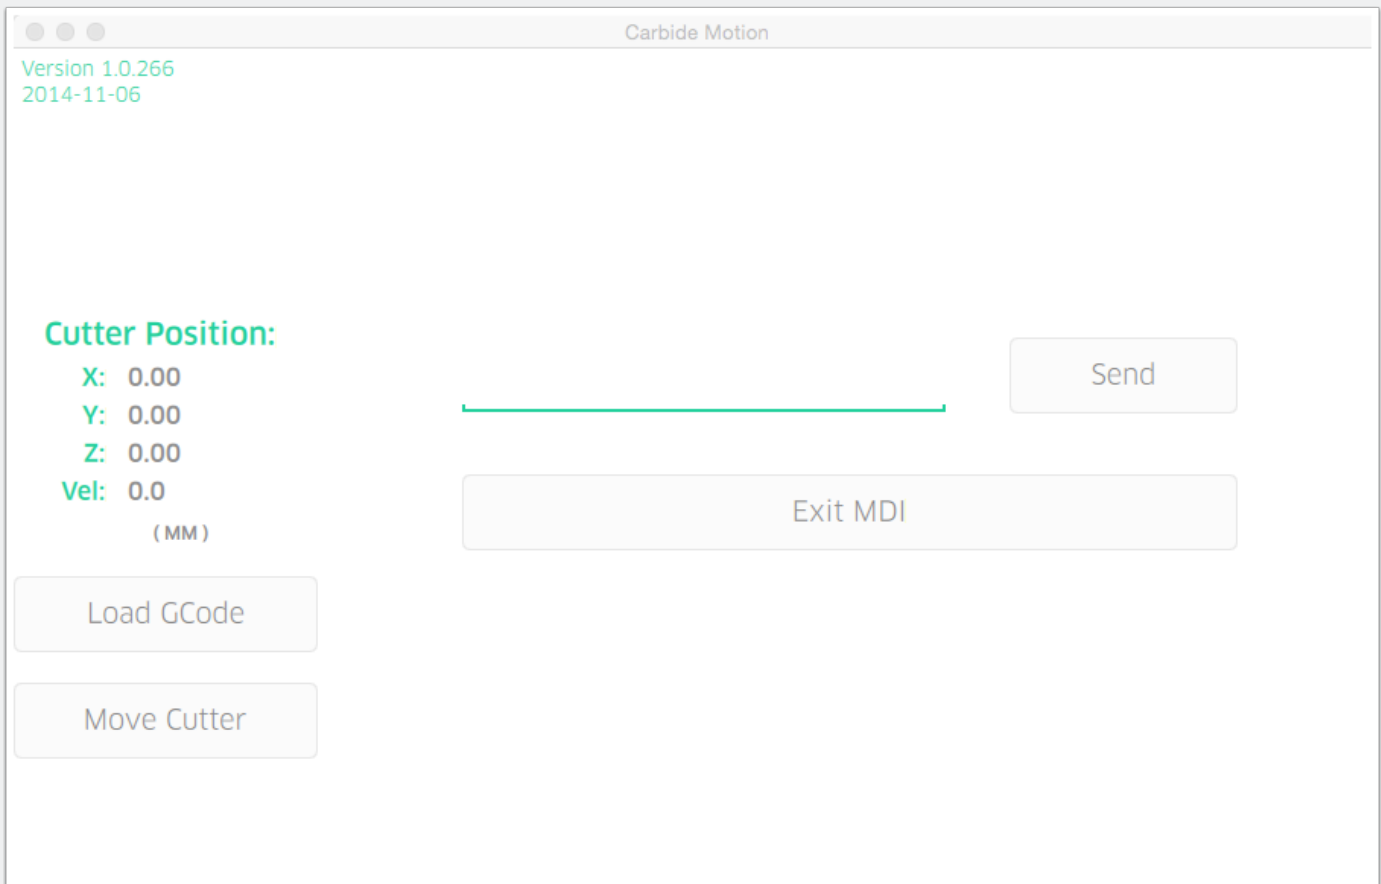 Carbide Motion
Version 1.0.266
2014-11-06
Cutter Position:
X: 0.00
Y: 0.00
Z: 0.00
Vel: 0.0
( MM )
Send
Exit MDI
Load GCode
Move Cutter